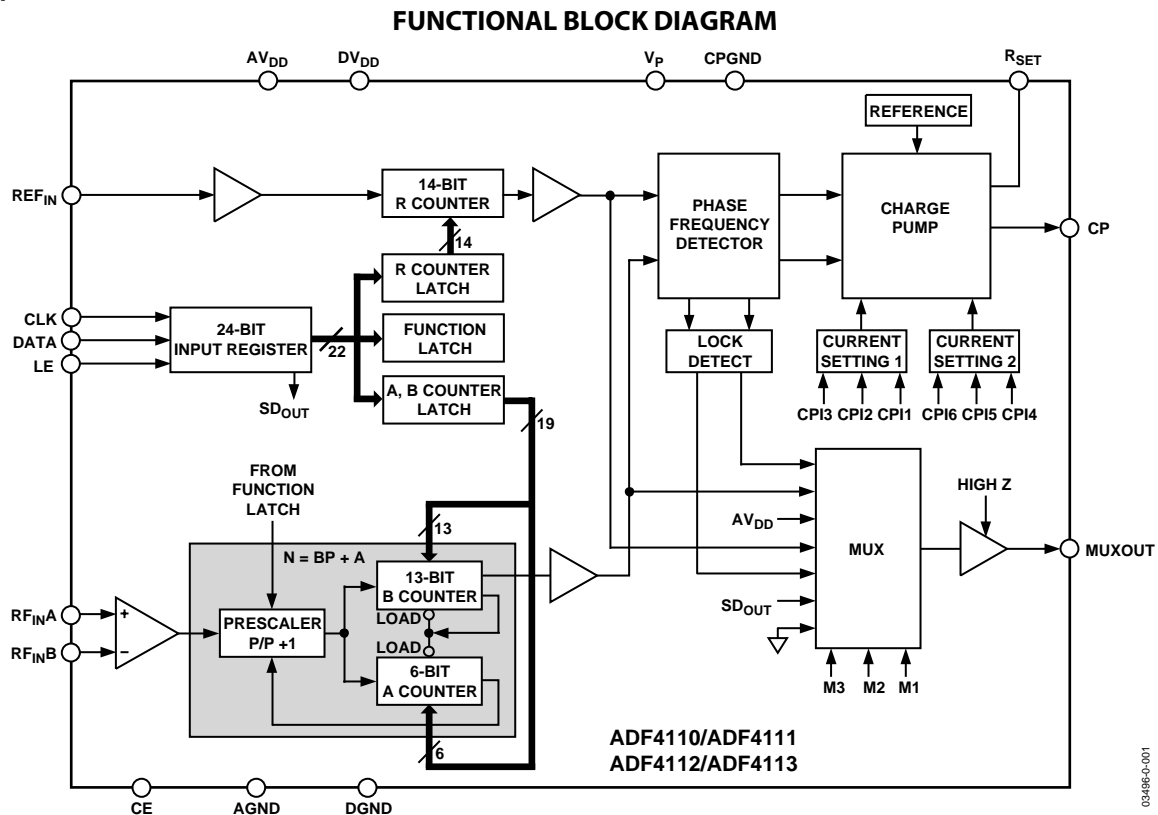 FUNCTIONAL BLOCK DIAGRAM
AVDD
DVDD
VP
CPGND
RSET
REFERENCE
REFIN
14-BIT
R COUNTER
PHASE
FREQUENCY
DETECTOR
CHARGE
PUMP
CP
14
R COUNTER
LATCH
CLK
DATA
LE
24-BIT
INPUT REGISTER
22
FUNCTION
LATCH
LOCK
DETECT
CURRENT
SETTING 1
CURRENT
SETTING 2
SDOUT
A, B COUNTER
LATCH
19
CPI3 CPI2 CPI1
CPI6 CPI5 CPI4
FROM
FUNCTION
LATCH
HIGH Z
13
AVDD
MUX
MUXOUT
N = BP + A
13-BIT
B COUNTER
RFINA
+
RFINB
–
PRESCALER
P/P +1
LOAD
LOAD
SDOUT
6-BIT
A COUNTER
M3 M2 M1
6
ADF4110/ADF4111
ADF4112/ADF4113
CE
AGND
DGND
03496-0-001